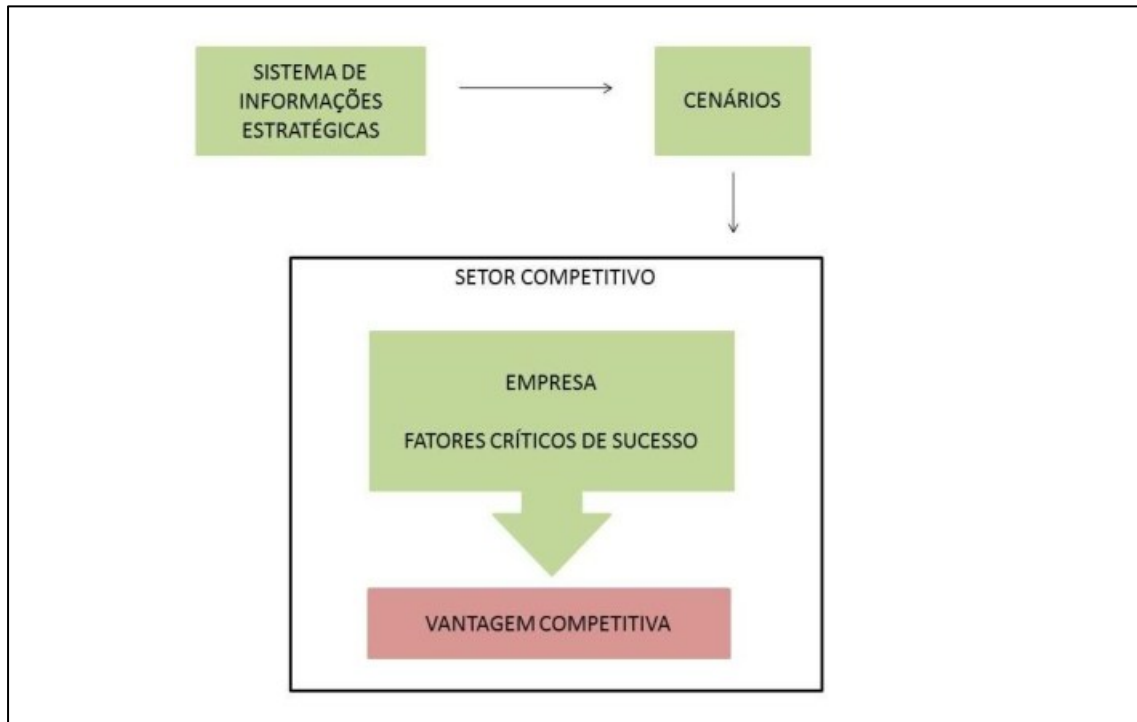 SISTEMA DE
INFORMAÇÕES
ESTRATÉGICAS
CENÁRIOS
SETOR COMPETITIVO
EMPRESA
FATORES CRÍTICOS DE SUCESSO
VANTAGEM COMPETITIVA